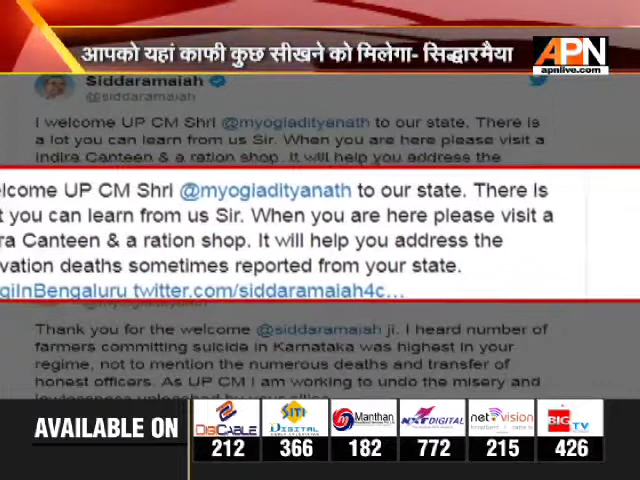 आपको यहां काफी कुछ सीखने को मिलेगा- सिद्धारमैया
APN
apnlive.com
Siddaramaiah
@siddaramaiah
I welcome UP CM Shri @myogiadityanath to our state. There is
a lot you can learn from us Sir. When you are here please visit a
Indira Canteen & a ration shop. It will help you address the
elcome UP CM Shri @myogiadityanath to our state. There is
t you can learn from us Sir. When you are here please visit a
ra Canteen & a ration shop. It will help you address the
vation deaths sometimes reported from your state.
giInBengaluru twitter.com/siddaramaiah4c…
Thank you for the welcome @siddaramaiah ji. I heard number of
farmers committing suicide in Karnataka was highest in your
regime, not to mention the numerous deaths and transfer of
honest officers. As UP CM I am working to undo the misery and
AVAILABLE ON
DISCABLE
212
SITI
DIGITAL
366
Manthan
182
NXT DIGITAL
772
net vision
215
BIG TV
426